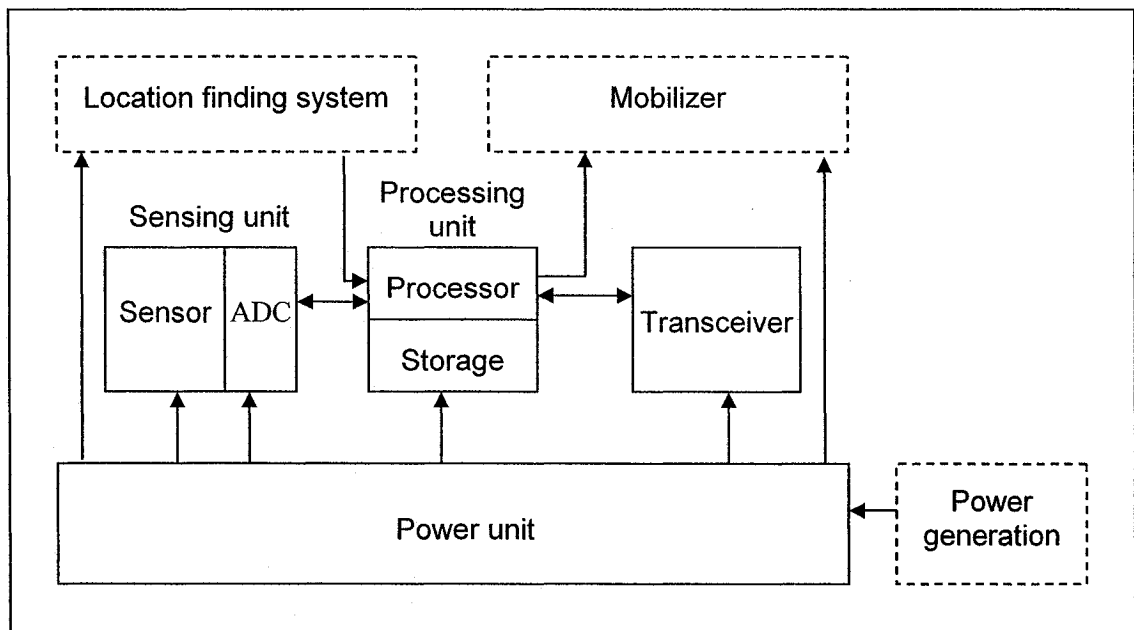 Location finding system
Mobilizer
Sensing unit
Processing
unit
Sensor
ADC
Processor
Storage
Transceiver
Power unit
Power
generation